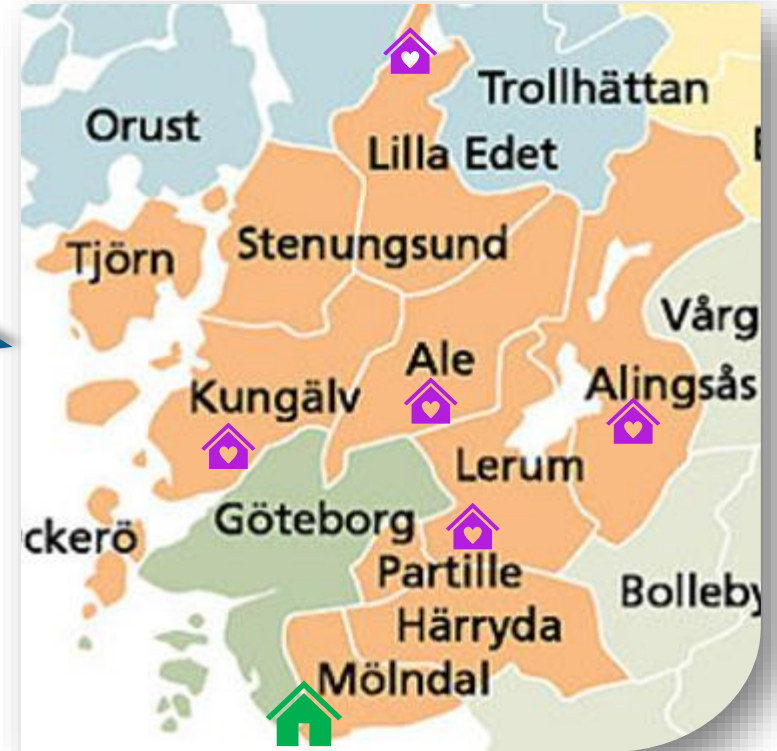 Trollhättan
Orust
Lilla Edet
Stenungsund
Tjörn
Vårg
Ale
Alingsås
Kungälv
Lerum
Göteborg
ckerö
Partille
Bolleby
Härryda
Mölndal